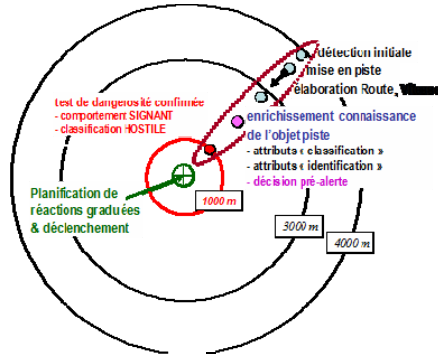 détection initiale
mise en piste
élaboration Route,
test de dangerosité confirmée
- comportement SIGNANT
- classification HOSTILE
enrichissement connaissance
de l'objet piste
- attributs « classification »
- attributs « identification »
- décision pré-alerte
Planification de
réactions graduées
& déclenchement
1000 m
3000 m
4000 m